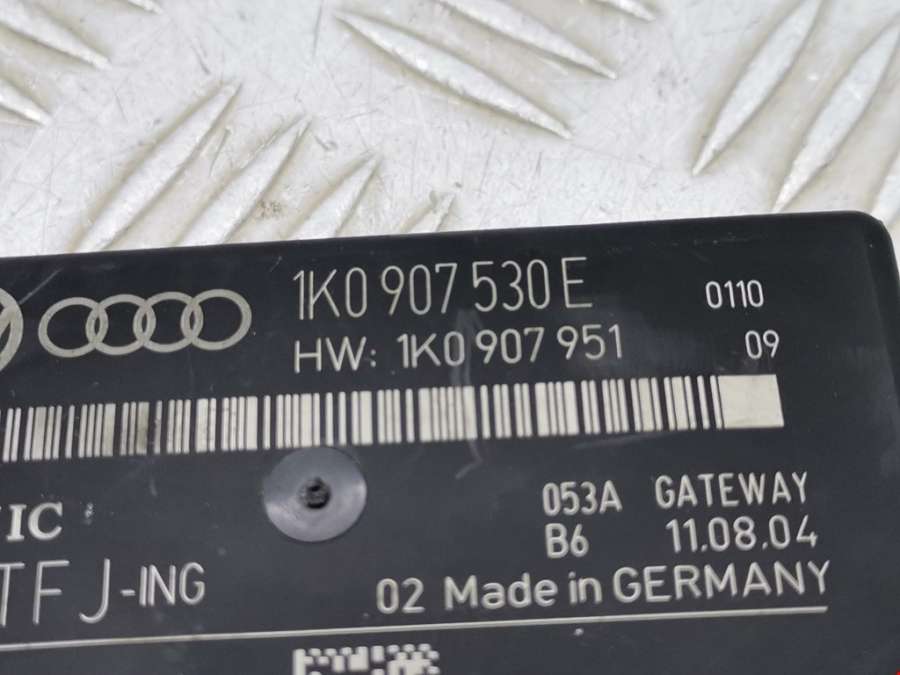 1K0 907 530 E 0110
HW: 1K0 907 951 09
053A GATEWAY
IC B6 11.08.04
TFJ-ING 02 Made in GERMANY